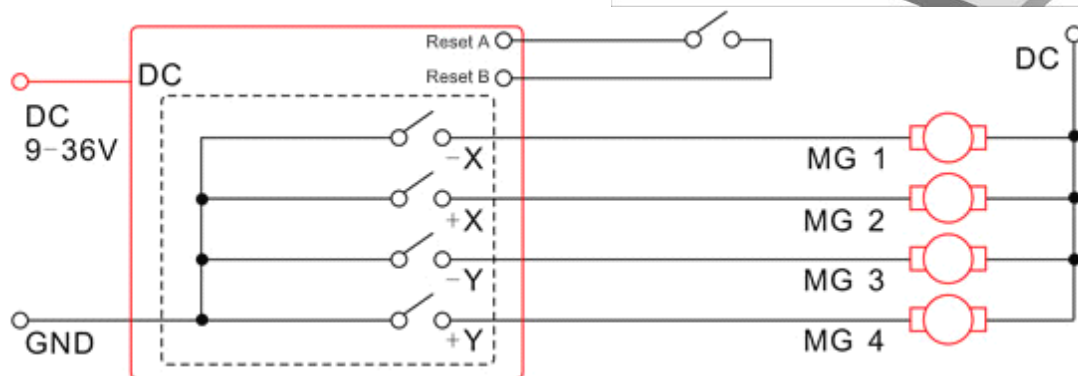 Reset A
DC
Reset B
DC
DC
9-36V
-X
MG 1
+X
MG 2
-Y
MG 3
GND
+Y
MG 4